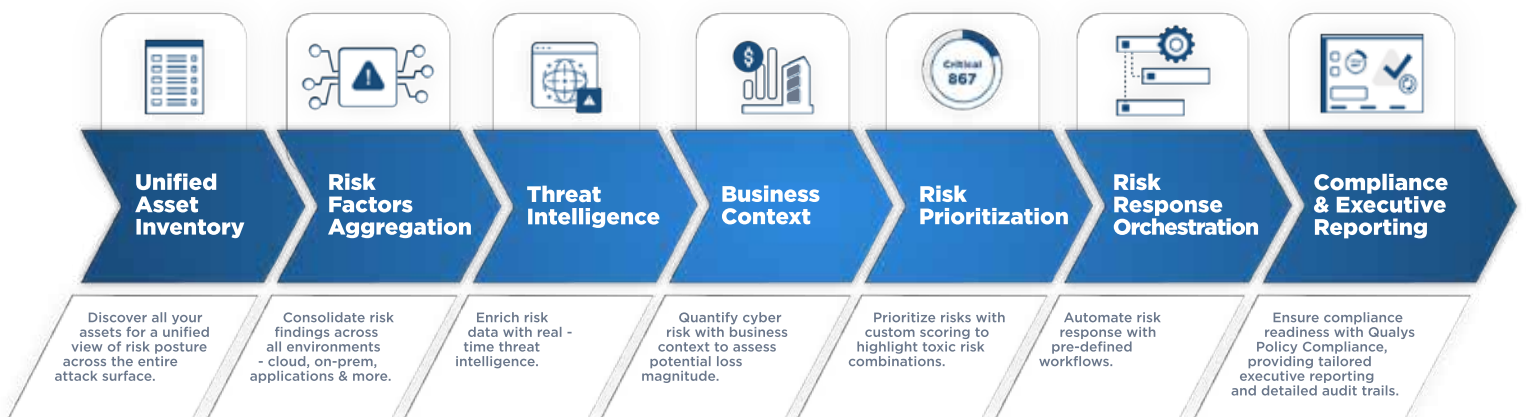 Critical
867
Unified
Asset
Inventory
Risk
Factors
Aggregation
Threat
Intelligence
Business
Context
Risk
Prioritization
Risk
Response
Orchestration
Compliance
& Executive
Reporting
Discover all your
assets for a unified
view of risk posture
across the entire
attack surface.
Consolidate risk
findings across
all environments
- cloud, on-prem,
applications & more.
Enrich risk
data with real -
time threat
intelligence.
Quantify cyber
risk with business
context to assess
potential loss
magnitude.
Prioritize risks with
custom scoring to
highlight toxic risk
combinations.
Automate risk
response with
pre-defined
workflows.
Ensure compliance
readiness with Qualys
Policy Compliance,
providing tailored
executive reporting
and detailed audit trails.